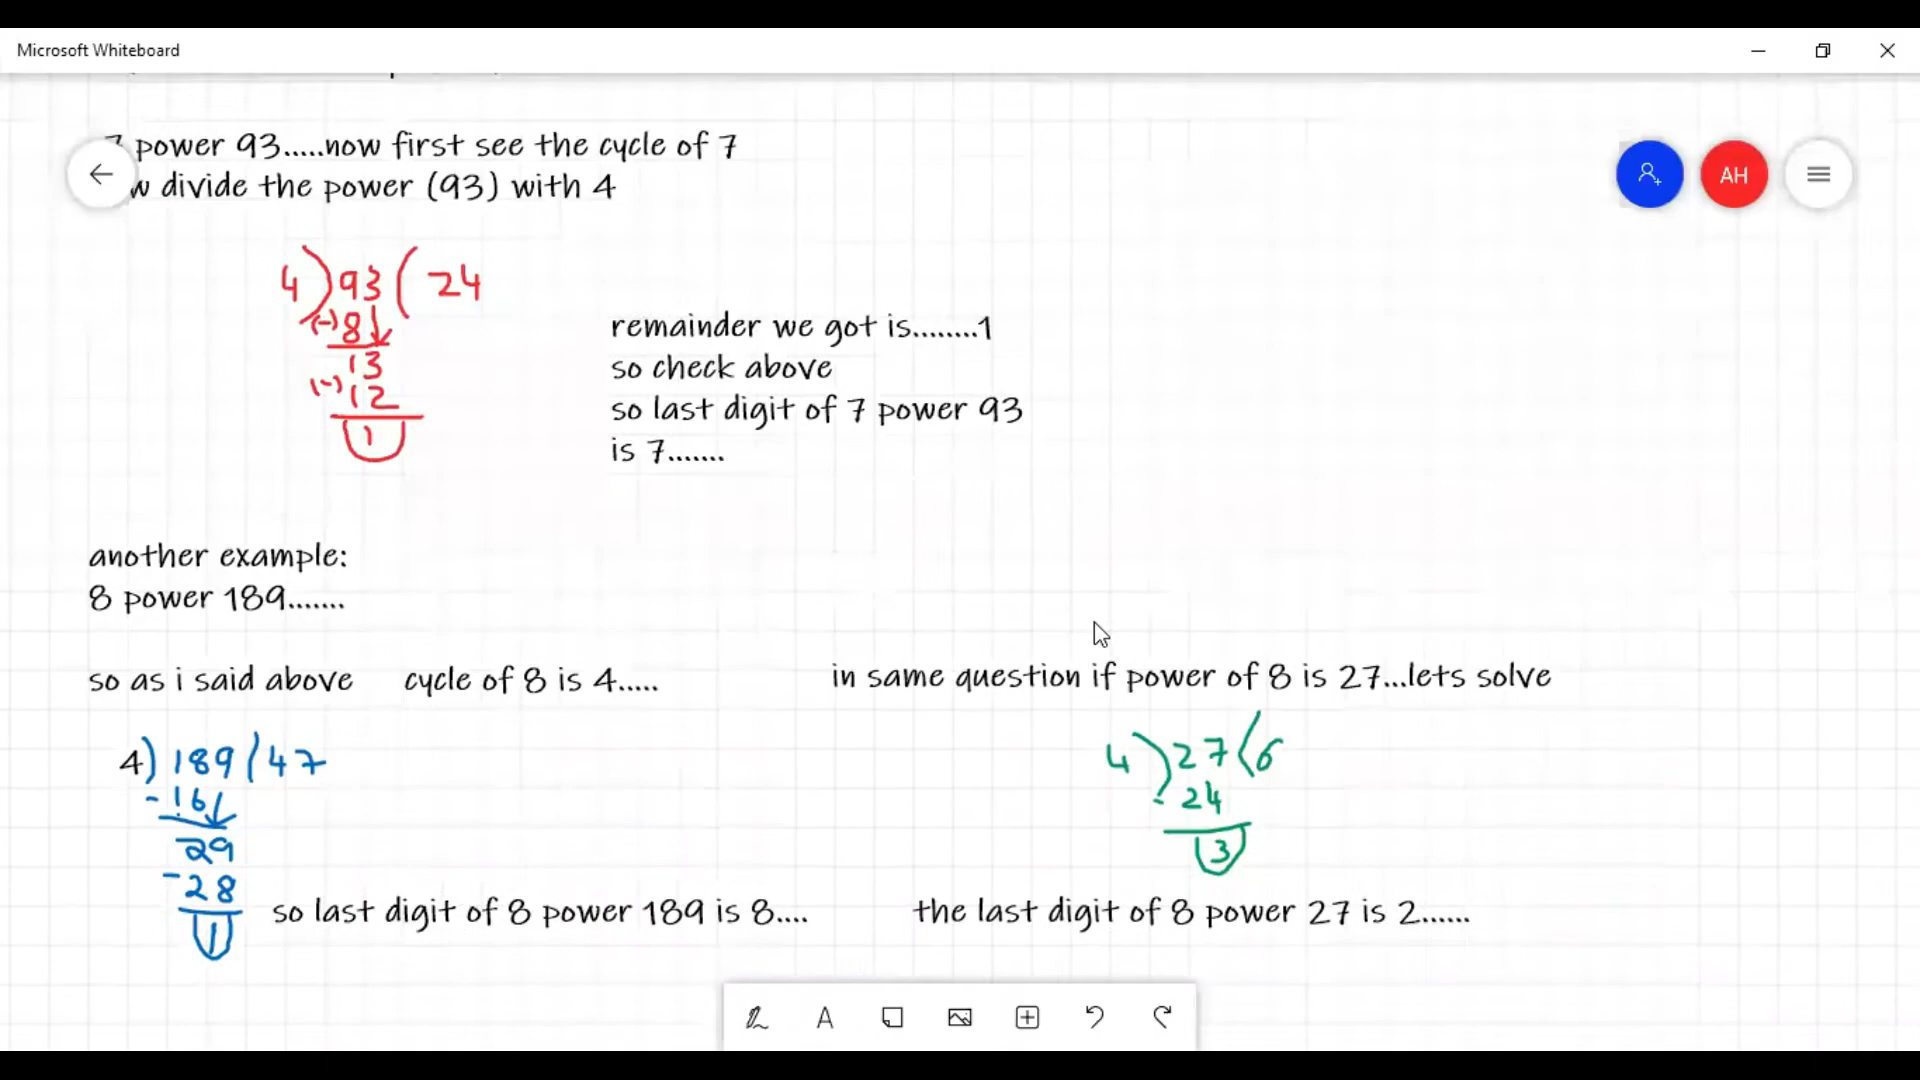 Microsoft Whiteboard
7 power 93.....now first see the cycle of 7
w divide the power (93) with 4
4)93(24
(-)8
13
(-)12
1
remainder we got is........1
so check above
so last digit of 7 power 93
is 7.......
AH
another example:
8 power 189.......
so as i said above cycle of 8 is 4.....
4)189(47
-16
29
-28
1
so last digit of 8 power 189 is 8....
in same question if power of 8 is 27...lets solve
4)27(6
- 24
3
the last digit of 8 power 27 is 2......
A